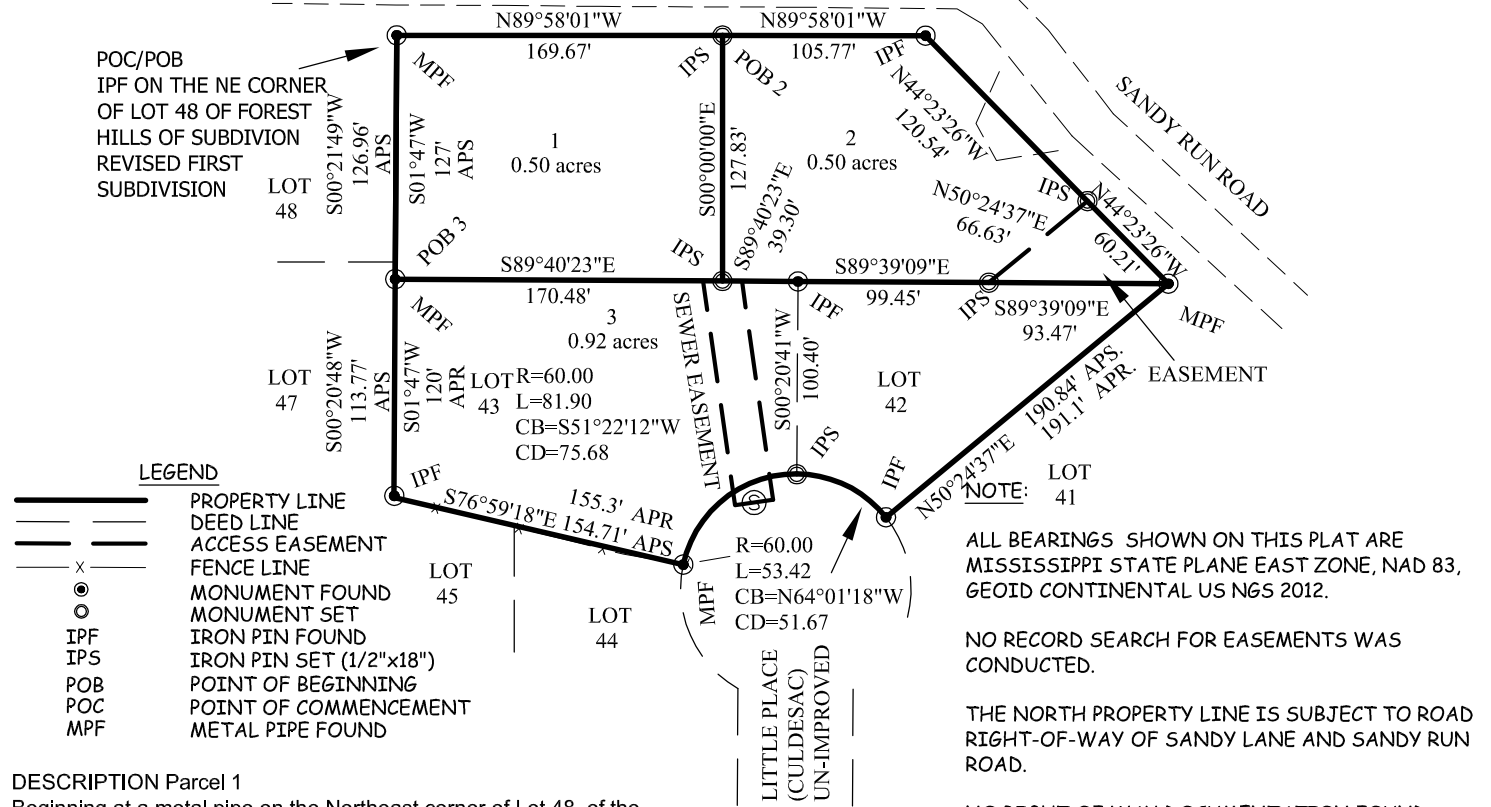 N89°58'01"W
169.67'
N89°58'01"W
105.77'
POC/POB
IPF ON THE NE CORNER
OF LOT 48 OF FOREST
HILLS OF SUBDIVION
REVISED FIRST
SUBDIVISION
MPF
IPS
POB 2
IPF
SANDY RUN ROAD
N44°23'26"W
120.54'
LOT
48
S00°21'49"W
126.96'
APS
S01°47'W
127'
APS
1
0.50 acres
S00°00'00"E
127.83'
2
0.50 acres
S89°40'23"E
39.30'
IPS
N50°24'37"E
66.63'
N44°23'26"W
60.21'
POB 3
IPS
S89°40'23"E
170.48'
S89°39'09"E
99.45'
IPF
IPS
S89°39'09"E
93.47'
MPF
MPF
3
0.92 acres
SEWER EASEMENT
S00°20'41"W
100.40'
EASEMENT
LOT
47
S00°20'48"W
113.77'
APS
S01°47'W
120'
APR
LOT
43
R=60.00
L=81.90
CB=S51°22'12"W
CD=75.68
LOT
42
190.84' APS.
191.1' APR.
N50°24'37"E
IPF
IPS
IPF
LOT
41
S76°59'18"E
155.3' APR
154.71' APS
S
MPF
R=60.00
L=53.42
CB=N64°01'18"W
CD=51.67
LOT
45
LOT
44
LITTLE PLACE
(CULDESAC)
UN-IMPROVED
LEGEND
PROPERTY LINE
DEED LINE
ACCESS EASEMENT
x FENCE LINE
MONUMENT FOUND
MONUMENT SET
IPF IRON PIN FOUND
IPS IRON PIN SET (1/2"x18")
POB POINT OF BEGINNING
POC POINT OF COMMENCEMENT
MPF METAL PIPE FOUND
NOTE:
ALL BEARINGS SHOWN ON THIS PLAT ARE
MISSISSIPPI STATE PLANE EAST ZONE, NAD 83,
GEOID CONTINENTAL US NGS 2012.
NO RECORD SEARCH FOR EASEMENTS WAS
CONDUCTED.
THE NORTH PROPERTY LINE IS SUBJECT TO ROAD
RIGHT-OF-WAY OF SANDY LANE AND SANDY RUN
ROAD.
DESCRIPTION Parcel 1
Beginning at a metal pipe on the Northeast corner of Lot 48, of the